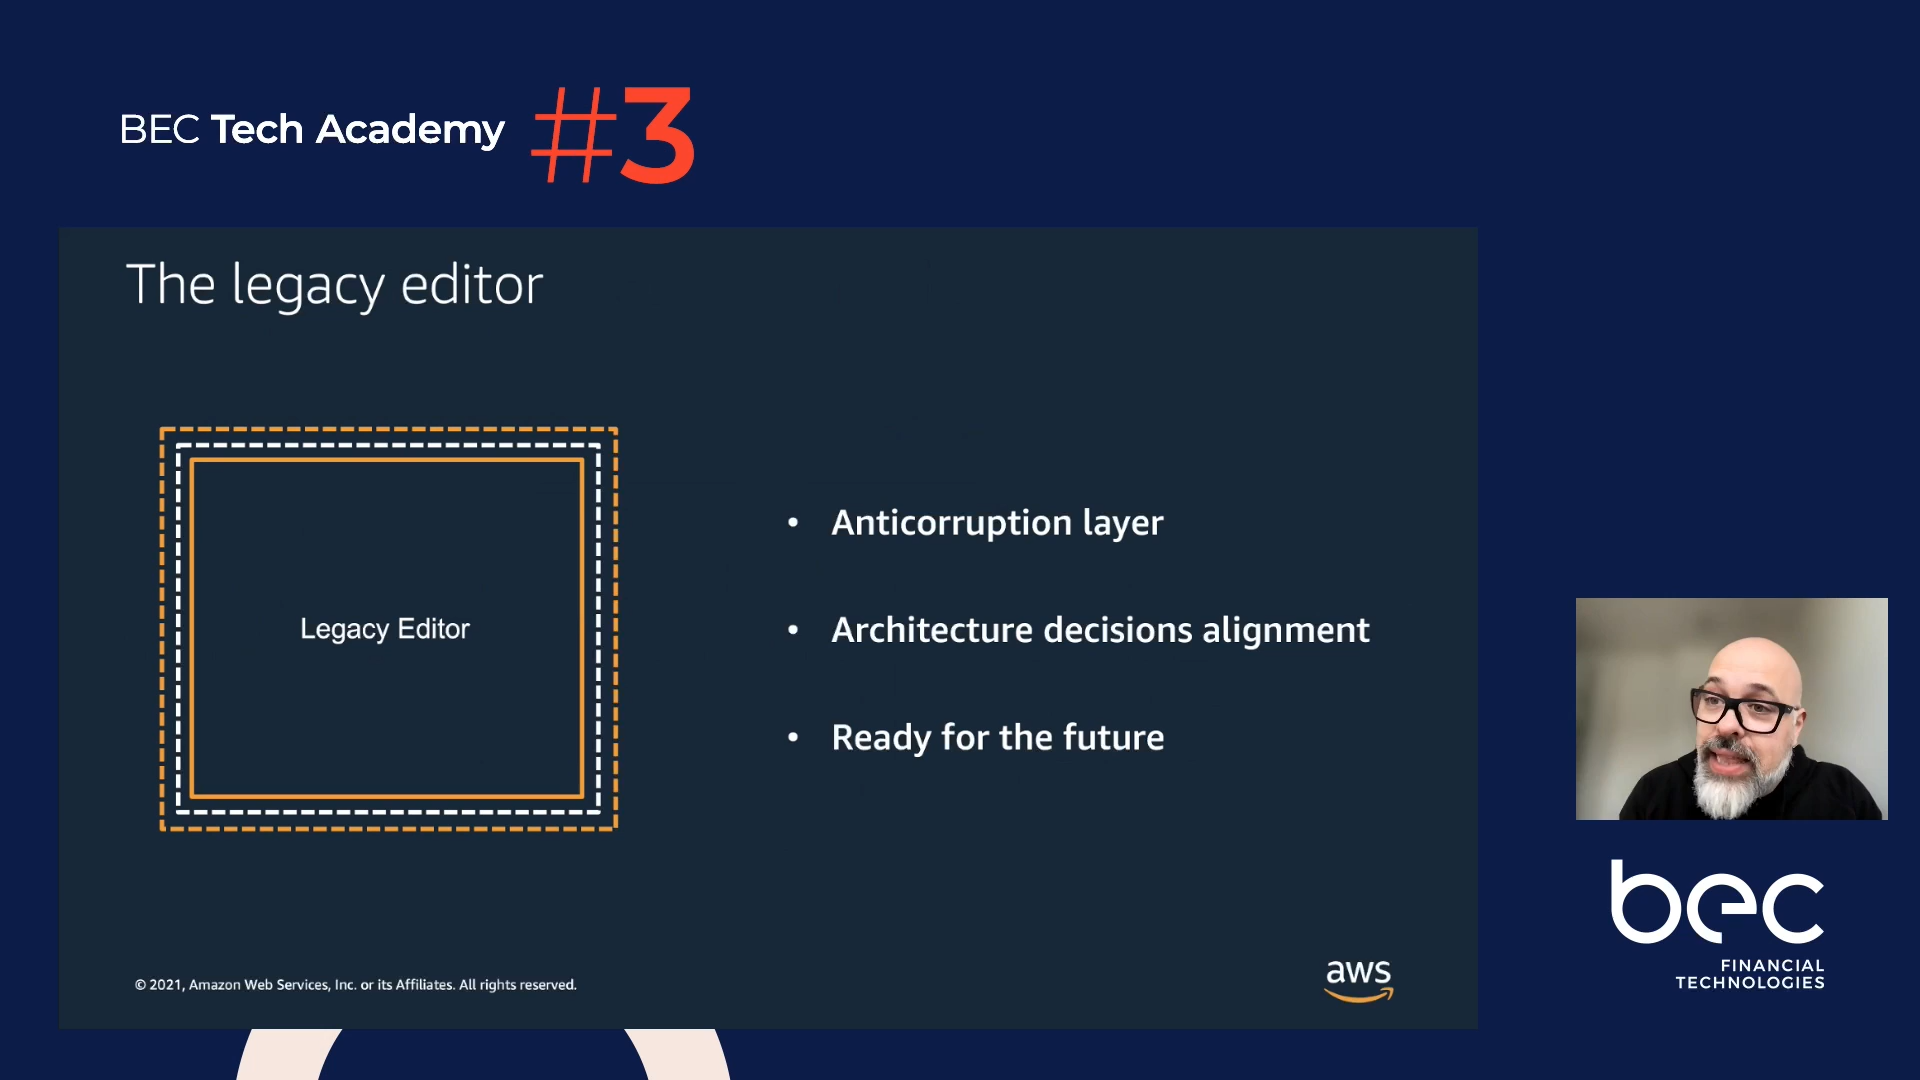 BEC Tech Academy #3
The legacy editor
Legacy Editor
• Anticorruption layer
• Architecture decisions alignment
• Ready for the future
© 2021, Amazon Web Services, Inc. or its Affiliates. All rights reserved.
aws
bec
FINANCIAL
TECHNOLOGIES